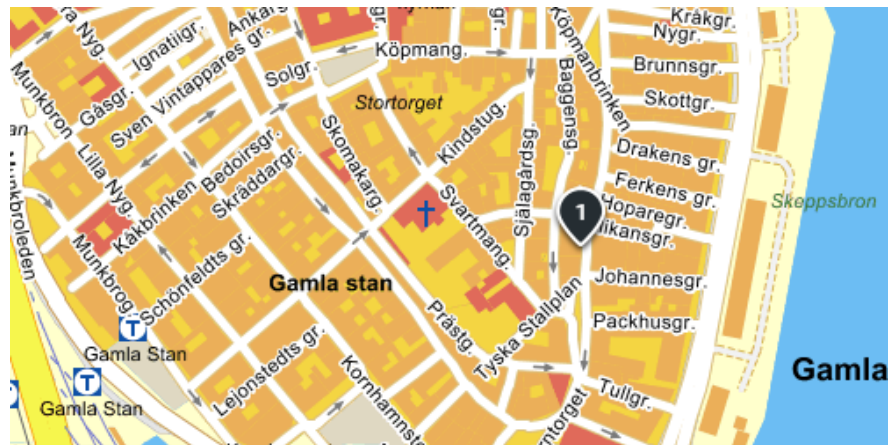 Ankarg.
Kråkgr.
Nygr.
Ignatiigr.
Köpmang.
Köpmanbrinken
Brunnsgr.
Munkbron
Solgr.
Baggensg.
Sven Vintappares gr.
Gåsgr.
Stortorget
Skottgr.
Kindstug.
Skomakarg.
Själagårdsg.
Drakens gr.
Lilla Nyg.
Bedoirsgr.
Skräddargr.
Ferkens gr.
Kåkbrinken
Svartmang.
Hoparegr.
Skeppsbron
1
Munkbroleden
Munkbrog.
Schönfeldts gr.
Gamla stan
Johannesgr.
Tyska Stallplan
Prästg.
Packhusgr.
T
Gamla Stan
Gamla
T
Gamla Stan
Lejonstedts gr.
Kornhamnst
Tullgr.